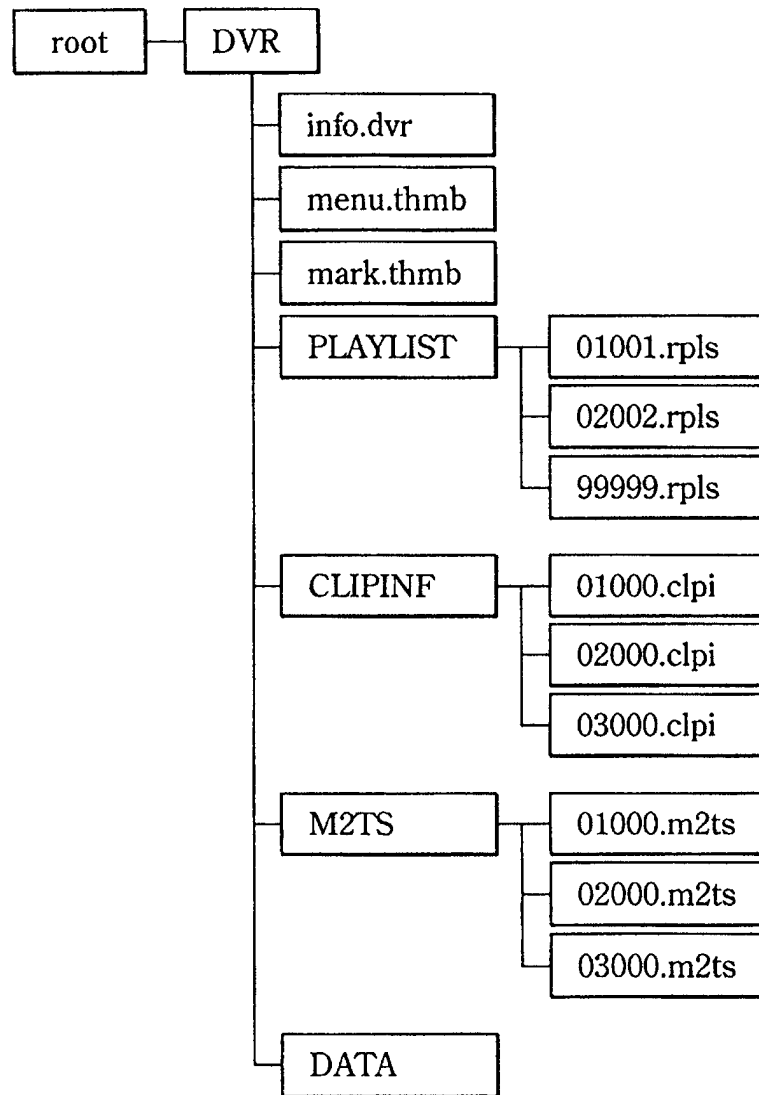 root DVR
info.dvr
menu.thmb
mark.thmb
PLAYLIST 01001.rpls
02002.rpls
99999.rpls
CLIPINF 01000.clpi
02000.clpi
03000.clpi
M2TS 01000.m2ts
02000.m2ts
03000.m2ts
DATA